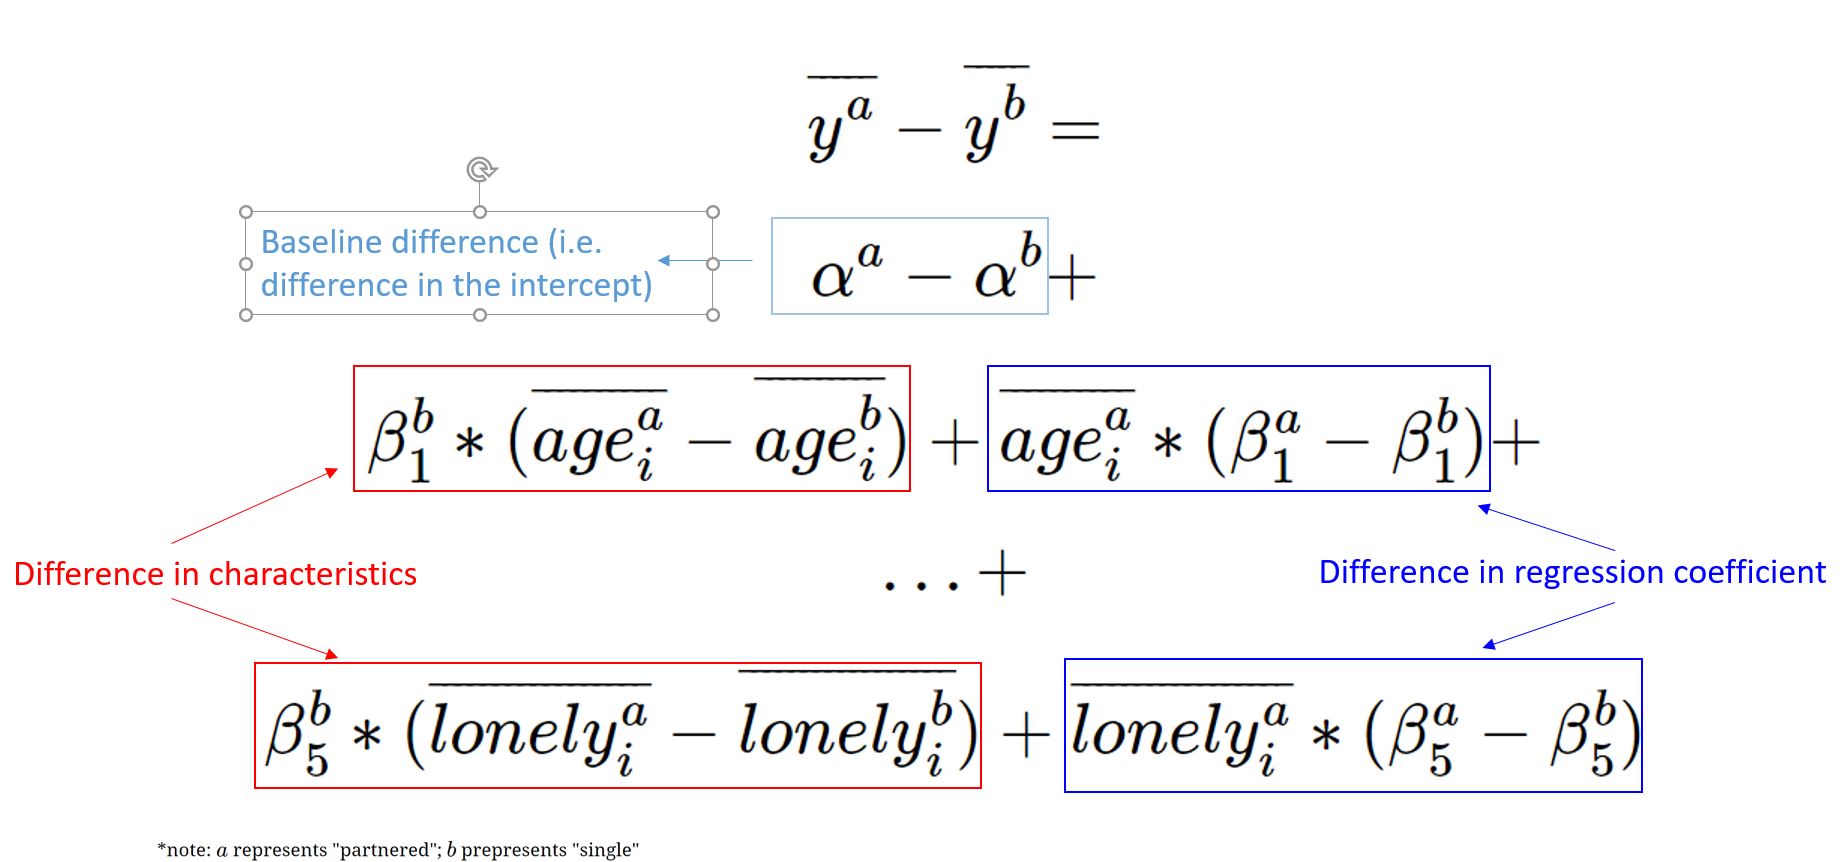 $\overline{y^a} - \overline{y^b} =$
Baseline difference (i.e.
difference in the intercept)
$\alpha^a - \alpha^b +$
$\beta_1^b * (\overline{age_i^a} - \overline{age_i^b}) + \overline{age_i^a} * (\beta_1^a - \beta_1^b) +$
Difference in characteristics
$\ldots +$
Difference in regression coefficient
$\beta_5^b * (\overline{lonely_i^a} - \overline{lonely_i^b}) + \overline{lonely_i^a} * (\beta_5^a - \beta_5^b)$
*note: a represents "partnered"; b prepresents "single"